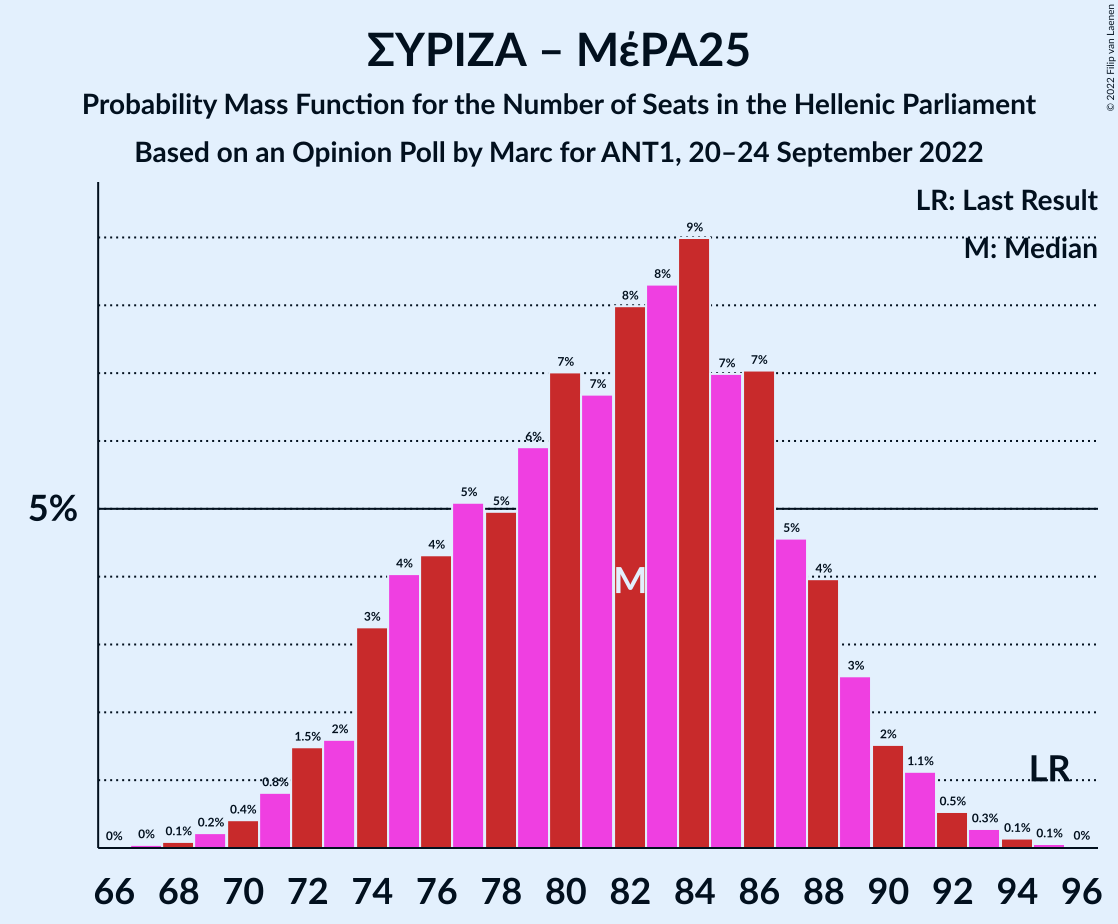 ΣΥΡΙΖΑ – ΜέΡΑ25
Probability Mass Function for the Number of Seats in the Hellenic Parliament
Based on an Opinion Poll by Marc for ANT1, 20–24 September 2022
© 2022 Filip van Laenen
LR: Last Result
M: Median
5%
0% 0% 0.1% 0.2% 0.4% 0.8% 1.5% 2% 3% 4% 4% 5% 5% 6% 7% 7% 8% 8% 9% 7% 7% 5% 4% 3% 2% 1.1% 0.5% 0.3% 0.1% 0.1% 0%
M
LR
66 68 70 72 74 76 78 80 82 84 86 88 90 92 94 96